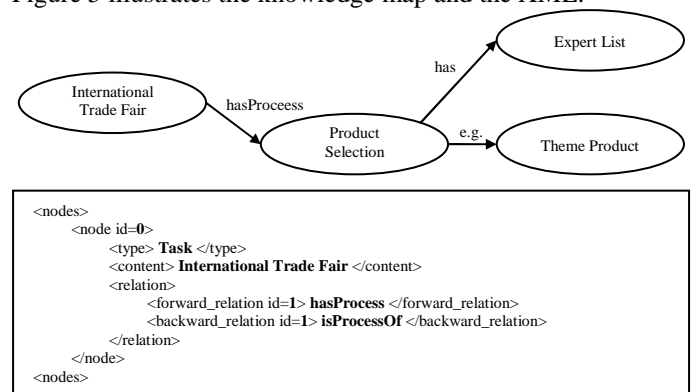 Figure 3 illustrates the knowledge map and the XML.
Expert List
has
International
Trade Fair
hasProceess
Product
Selection
e.g.
Theme Product
<nodes>
<node id=0>
<type> Task </type>
<content> International Trade Fair </content>
<relation>
<forward_relation id=1> hasProcess </forward_relation>
<backward_relation id=1> isProcessOf </backward_relation>
</relation>
</node>
<nodes>